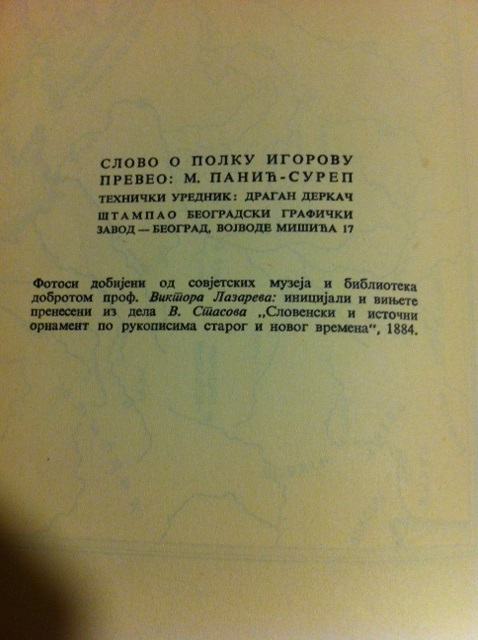 СЛОВО О ПОЛКУ ИГОРОВУ
ПРЕВЕО: М. ПАНИЋ-СУРЕП
ТЕХНИЧКИ УРЕДНИК: ДРАГАН ДЕРКАЧ
ШТАМПАО БЕОГРАДСКИ ГРАФИЧКИ
ЗАВОД — БЕОГРАД, ВОЈВОДЕ МИШИЋА 17
Фотоси добијени од совјетских музеја и библиотека
добротом проф. Виктора Лазарева: иницијали и вињете
пренесени из дела В. Стасова „Словенски и источни
орнамент по рукописима старог и новог времена“, 1884.